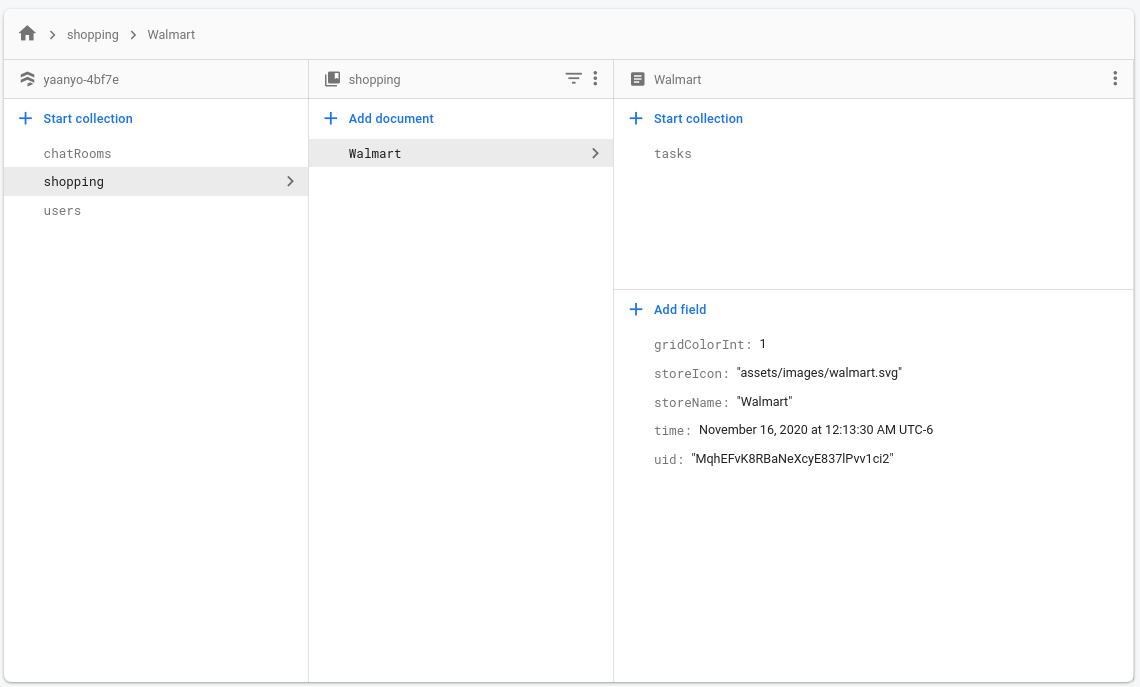 shopping > Walmart
yaanyo-4bf7e
Start collection
chatRooms
shopping
users
shopping
Add document
Walmart
Walmart
Start collection
tasks
Add field
gridColorInt: 1
storeIcon: "assets/images/walmart.svg"
storeName: "Walmart"
time: November 16, 2020 at 12:13:30 AM UTC-6
uid: "MqhEFvK8RBaNeXcyE837lPvv1ci2"